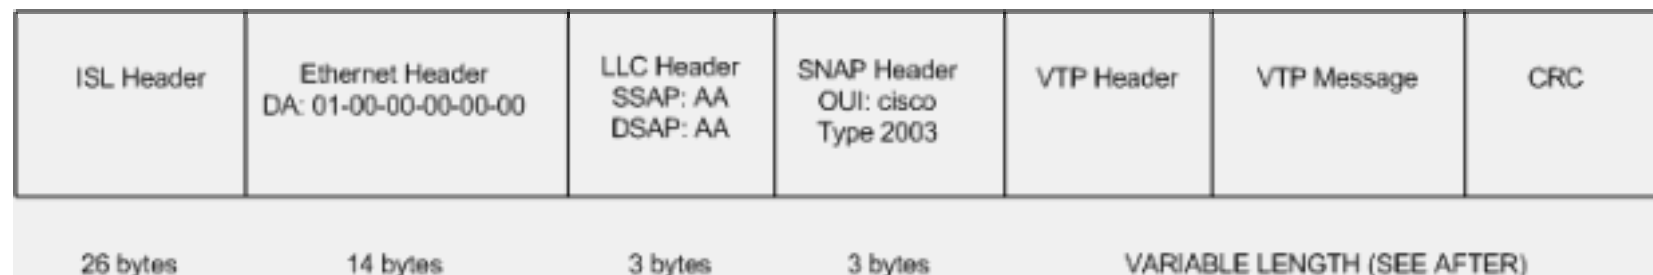 ISL Header
Ethernet Header
DA: 01-00-00-00-00-00
LLC Header
SSAP: AA
DSAP: AA
SNAP Header
OUI: cisco
Type 2003
VTP Header
VTP Message
CRC
26 bytes
14 bytes
3 bytes
3 bytes
VARIABLE LENGTH (SEE AFTER)